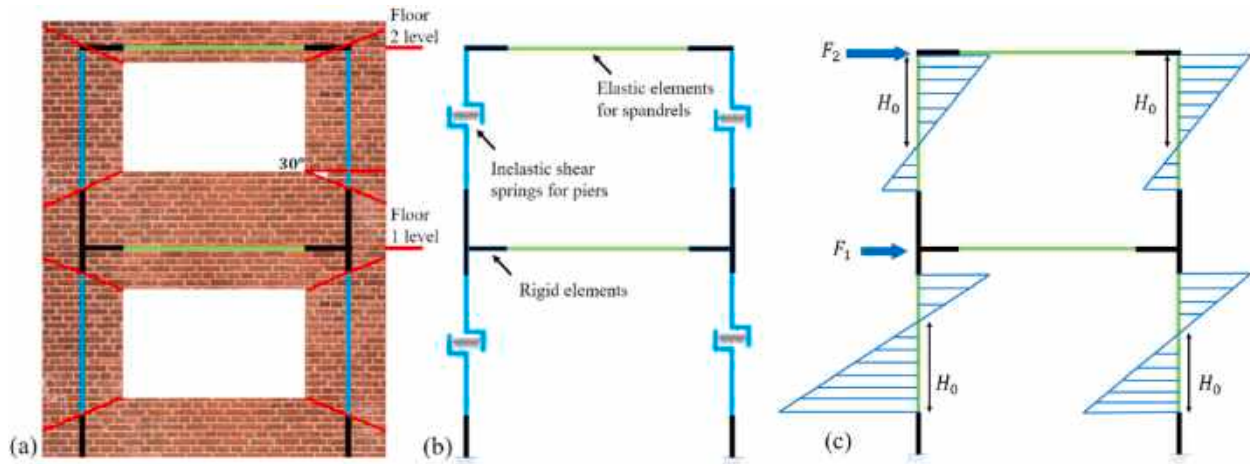 Floor
2 level
30°
Floor
1 level
(a)
Elastic elements
for spandrels
Inelastic shear
springs for piers
Rigid elements
(b)
F₂
H₀
H₀
F₁
H₀
H₀
(c)